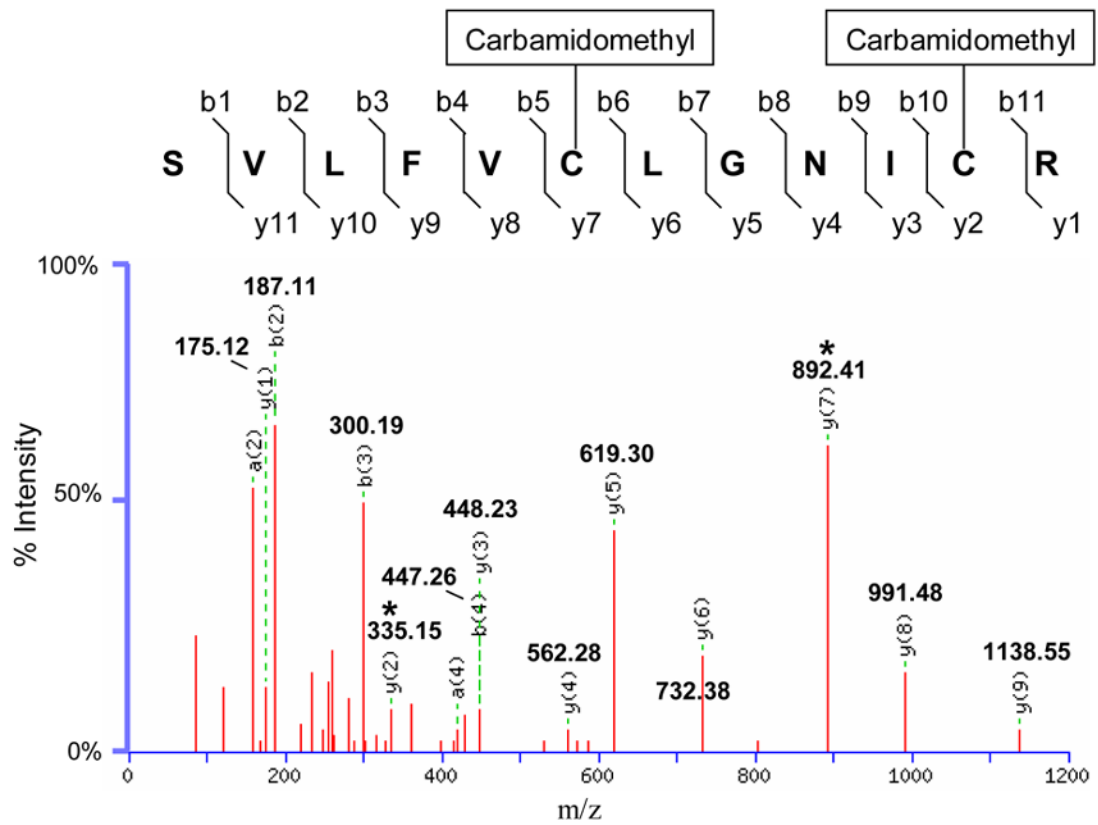 Carbamidomethyl Carbamidomethyl
b1 b2 b3 b4 b5 b6 b7 b8 b9 b10 b11
S V L F V C L G N I C R
y11 y10 y9 y8 y7 y6 y5 y4 y3 y2 y1
100%
50%
0%
% Intensity
187.11
b(2)
175.12
y(1)
a(2)
300.19
b(3)
*
335.15
y(2)
a(4)
447.26
b(4)
448.23
y(3)
562.28
y(4)
619.30
y(5)
732.38
y(6)
*
892.41
y(7)
991.48
y(8)
1138.55
y(9)
0 200 400 600 800 1000 1200
m/z